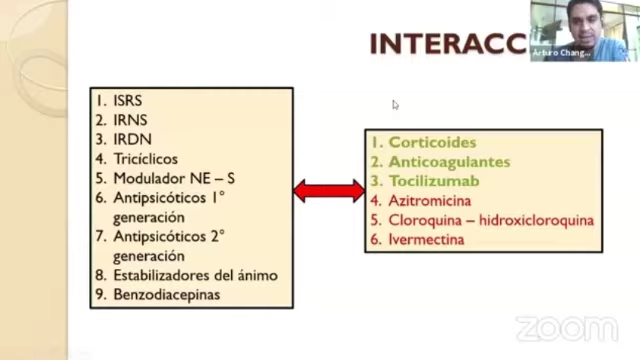 INTERACC
Arturo Chang...
1. ISRS
2. IRNS
3. IRDN
4. Tricíclicos
5. Modulador NE – S
6. Antipsicóticos 1°
generación
7. Antipsicóticos 2°
generación
8. Estabilizadores del ánimo
9. Benzodiacepinas
1. Corticoides
2. Anticoagulantes
3. Tocilizumab
4. Azitromicina
5. Cloroquina – hidroxicloroquina
6. Ivermectina
zoom